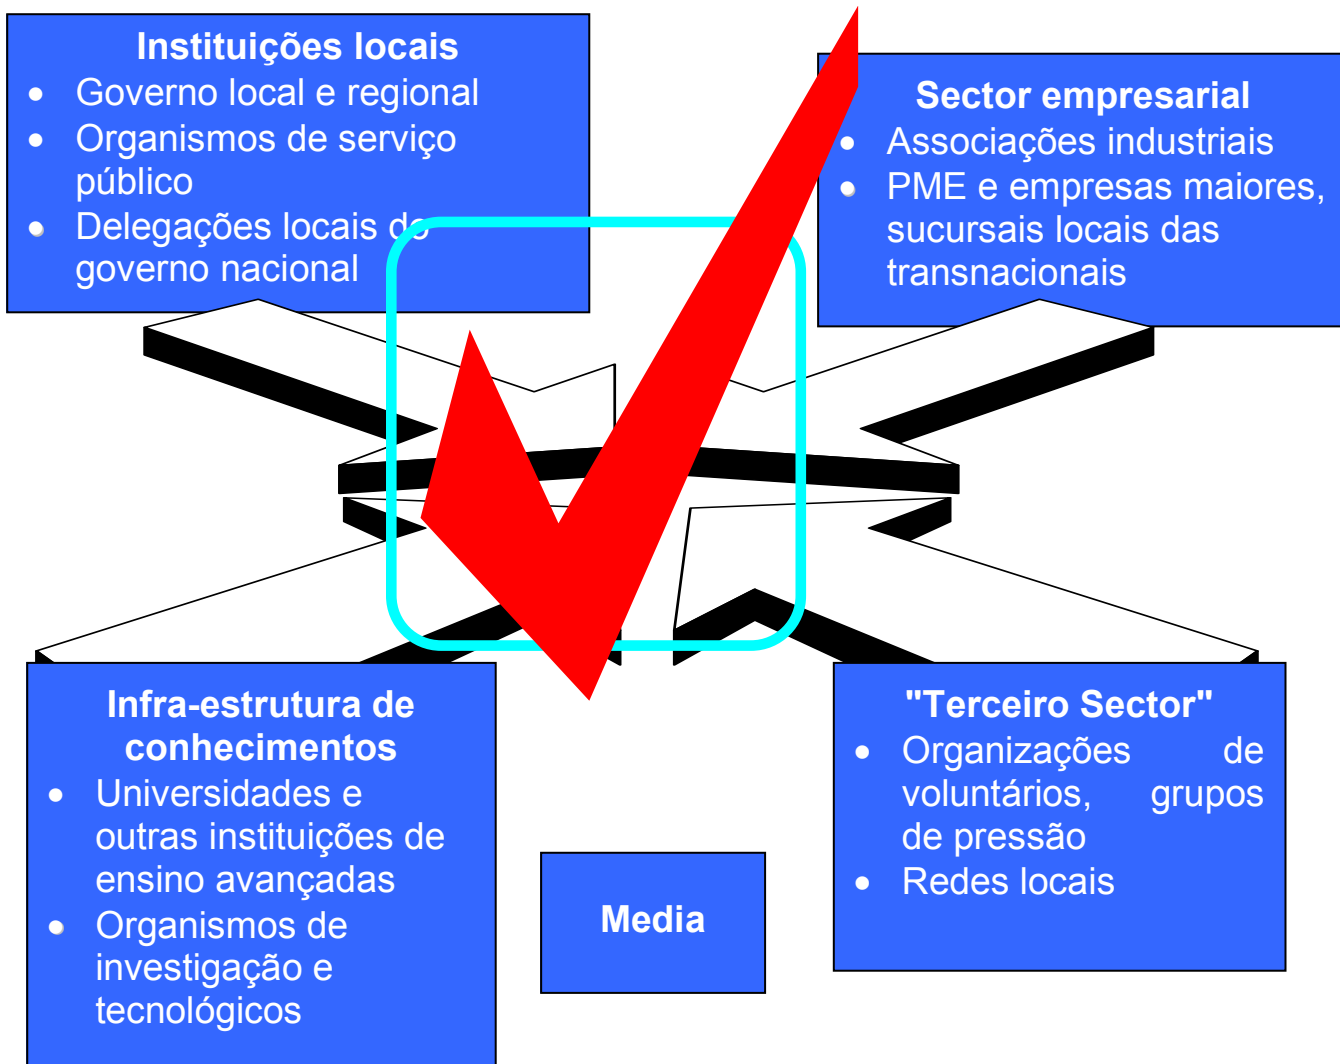 Instituições locais
• Governo local e regional
• Organismos de serviço
público
• Delegações locais do
governo nacional
Sector empresarial
• Associações industriais
• PME e empresas maiores,
sucursais locais das
transnacionais
Infra-estrutura de
conhecimentos
• Universidades e
outras instituições de
ensino avançadas
• Organismos de
investigação e
tecnológicos
Media
"Terceiro Sector"
• Organizações de
voluntários, grupos
de pressão
• Redes locais